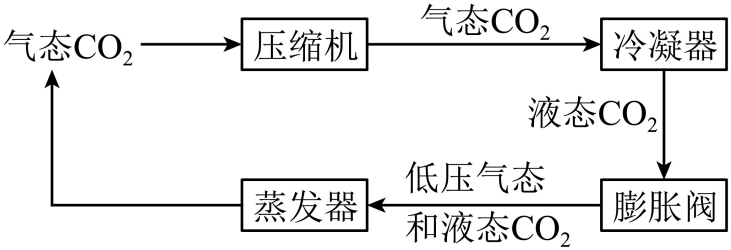 气态CO₂
压缩机
气态CO₂
冷凝器
液态CO₂
蒸发器
低压气态
和液态CO₂
膨胀阀